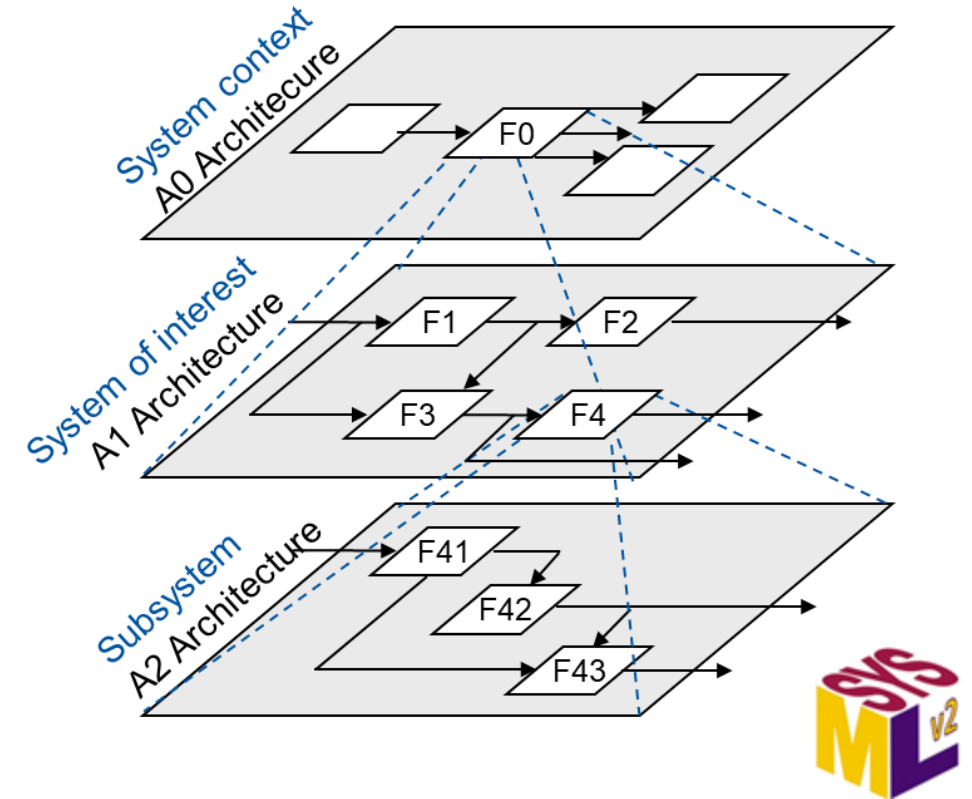 System context
A0 Architecure
F0
System of interest
A1 Architecture
F1
F2
F3
F4
Subsystem
A2 Architecture
F41
F42
F43
SYS
ML
v2